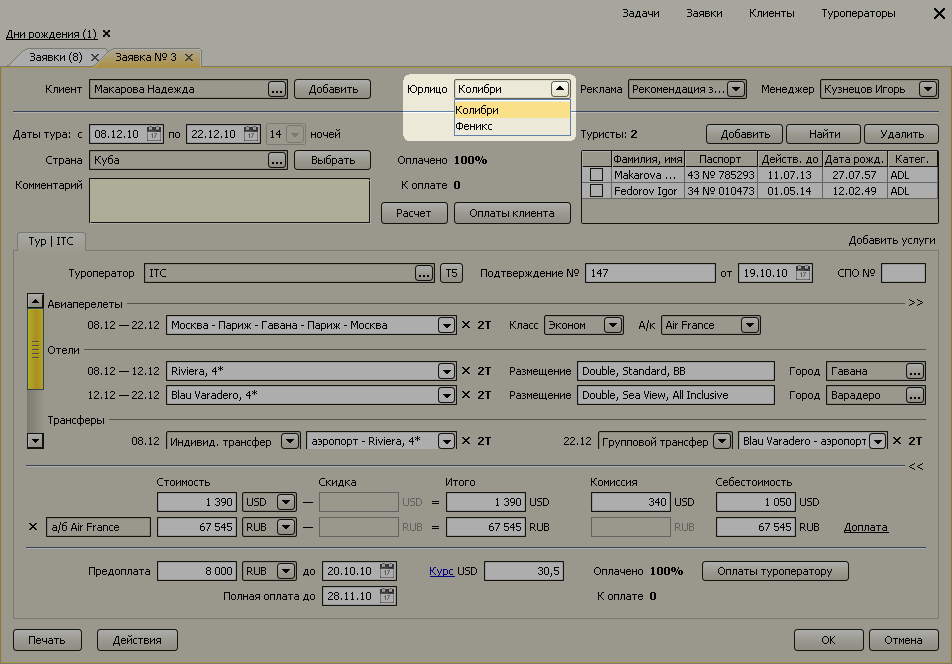 Задачи Заявки Клиенты Туроператоры
Дни рождения (1)
Заявки (8) Заявка № 3
Клиент Макарова Надежда ... Добавить Юрлицо Колибри Реклама Рекомендация з... Менеджер Кузнецов Игорь
Колибри
Феникс
Даты тура: с 08.12.10 по 22.12.10 14 ночей Туристы: 2 Добавить Найти Удалить
Страна Куба ... Выбрать Оплачено 100%
Фамилия, имя Паспорт Действ. до Дата рожд. Катег.
Makarova ... 43 № 785293 11.07.13 27.07.57 ADL
Fedorov Igor 34 № 010473 01.05.14 12.02.49 ADL
Комментарий К оплате 0
Расчет Оплаты клиента
Тур | ITC Добавить услуги
Туроператор ITC ... T5 Подтверждение № 147 от 19.10.10 СПО №
Авиаперелеты >>
08.12 — 22.12 Москва - Париж - Гавана - Париж - Москва 2T Класс Эконом А/к Air France
Отели
08.12 — 12.12 Riviera, 4* 2T Размещение Double, Standard, BB Город Гавана ...
12.12 — 22.12 Blau Varadero, 4* 2T Размещение Double, Sea View, All Inclusive Город Варадеро ...
Трансферы
08.12 Индивид. трансфер аэропорт - Riviera, 4* 2T 22.12 Групповой трансфер Blau Varadero - аэропорт 2T
<<
Стоимость Скидка Итого Комиссия Себестоимость
1 390 USD — USD = 1 390 USD 340 USD 1 050 USD
а/б Air France 67 545 RUB — RUB = 67 545 RUB RUB 67 545 RUB Доплата
Предоплата 8 000 RUB до 20.10.10 Курс USD 30,5 Оплачено 100% Оплаты туроператору
Полная оплата до 28.11.10 К оплате 0
Печать Действия ОК Отмена